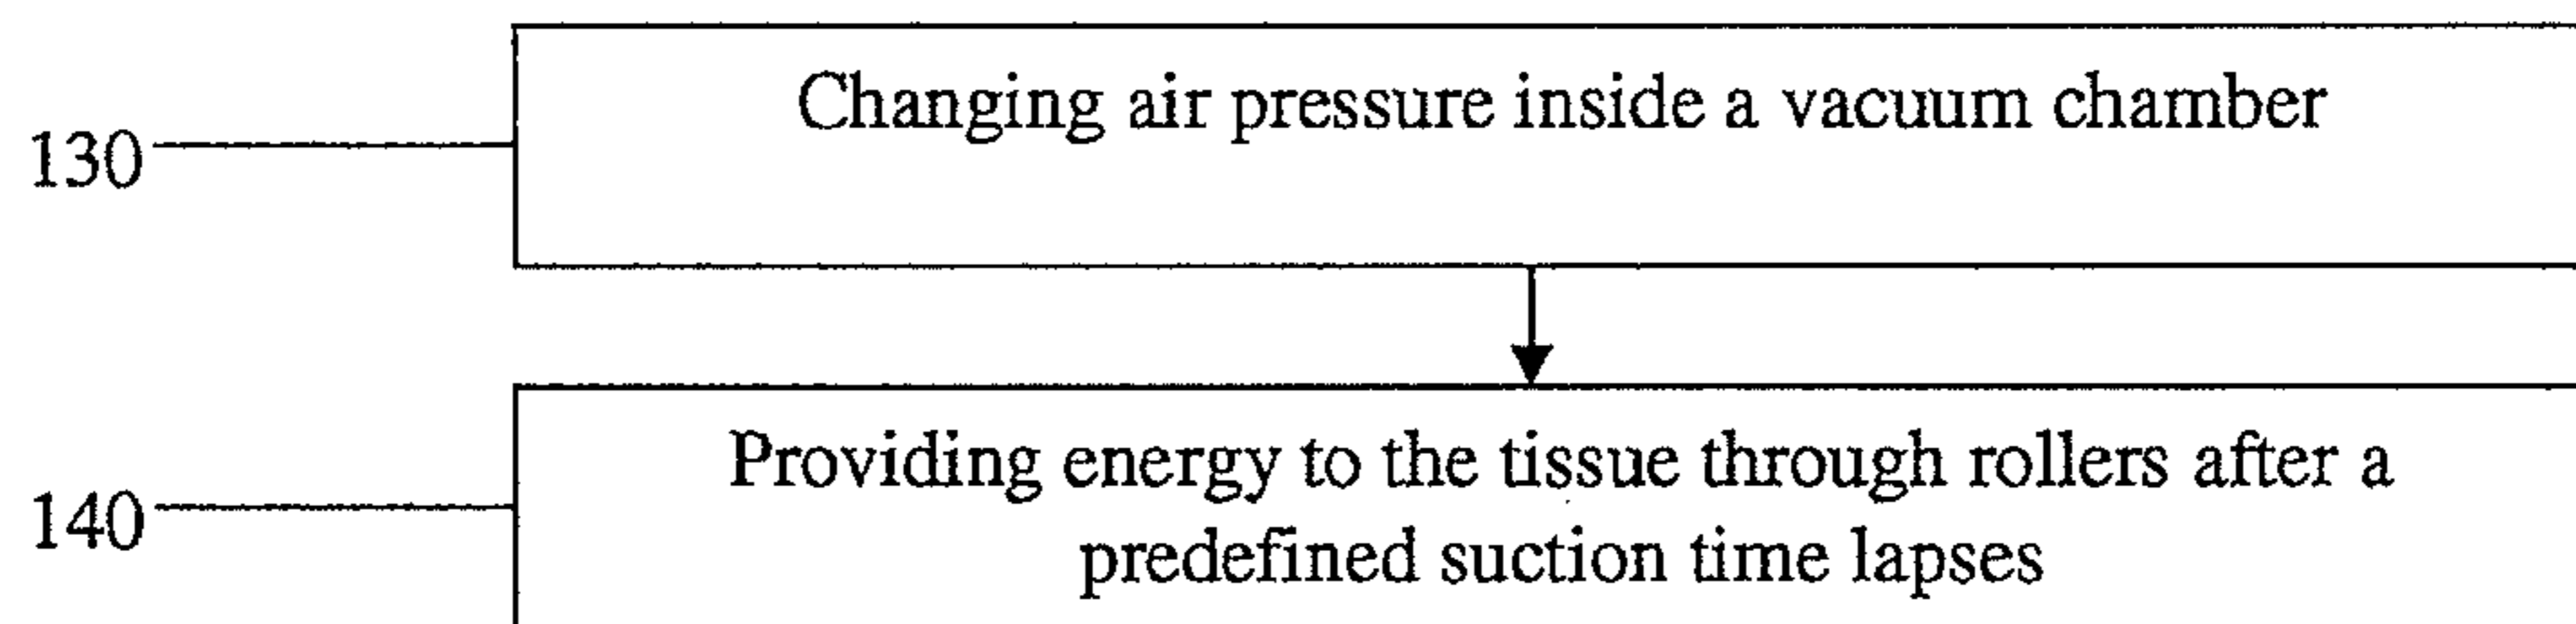 Changing air pressure inside a vacuum chamber
130
Providing energy to the tissue through rollers after a
140
predefined suction time lapses